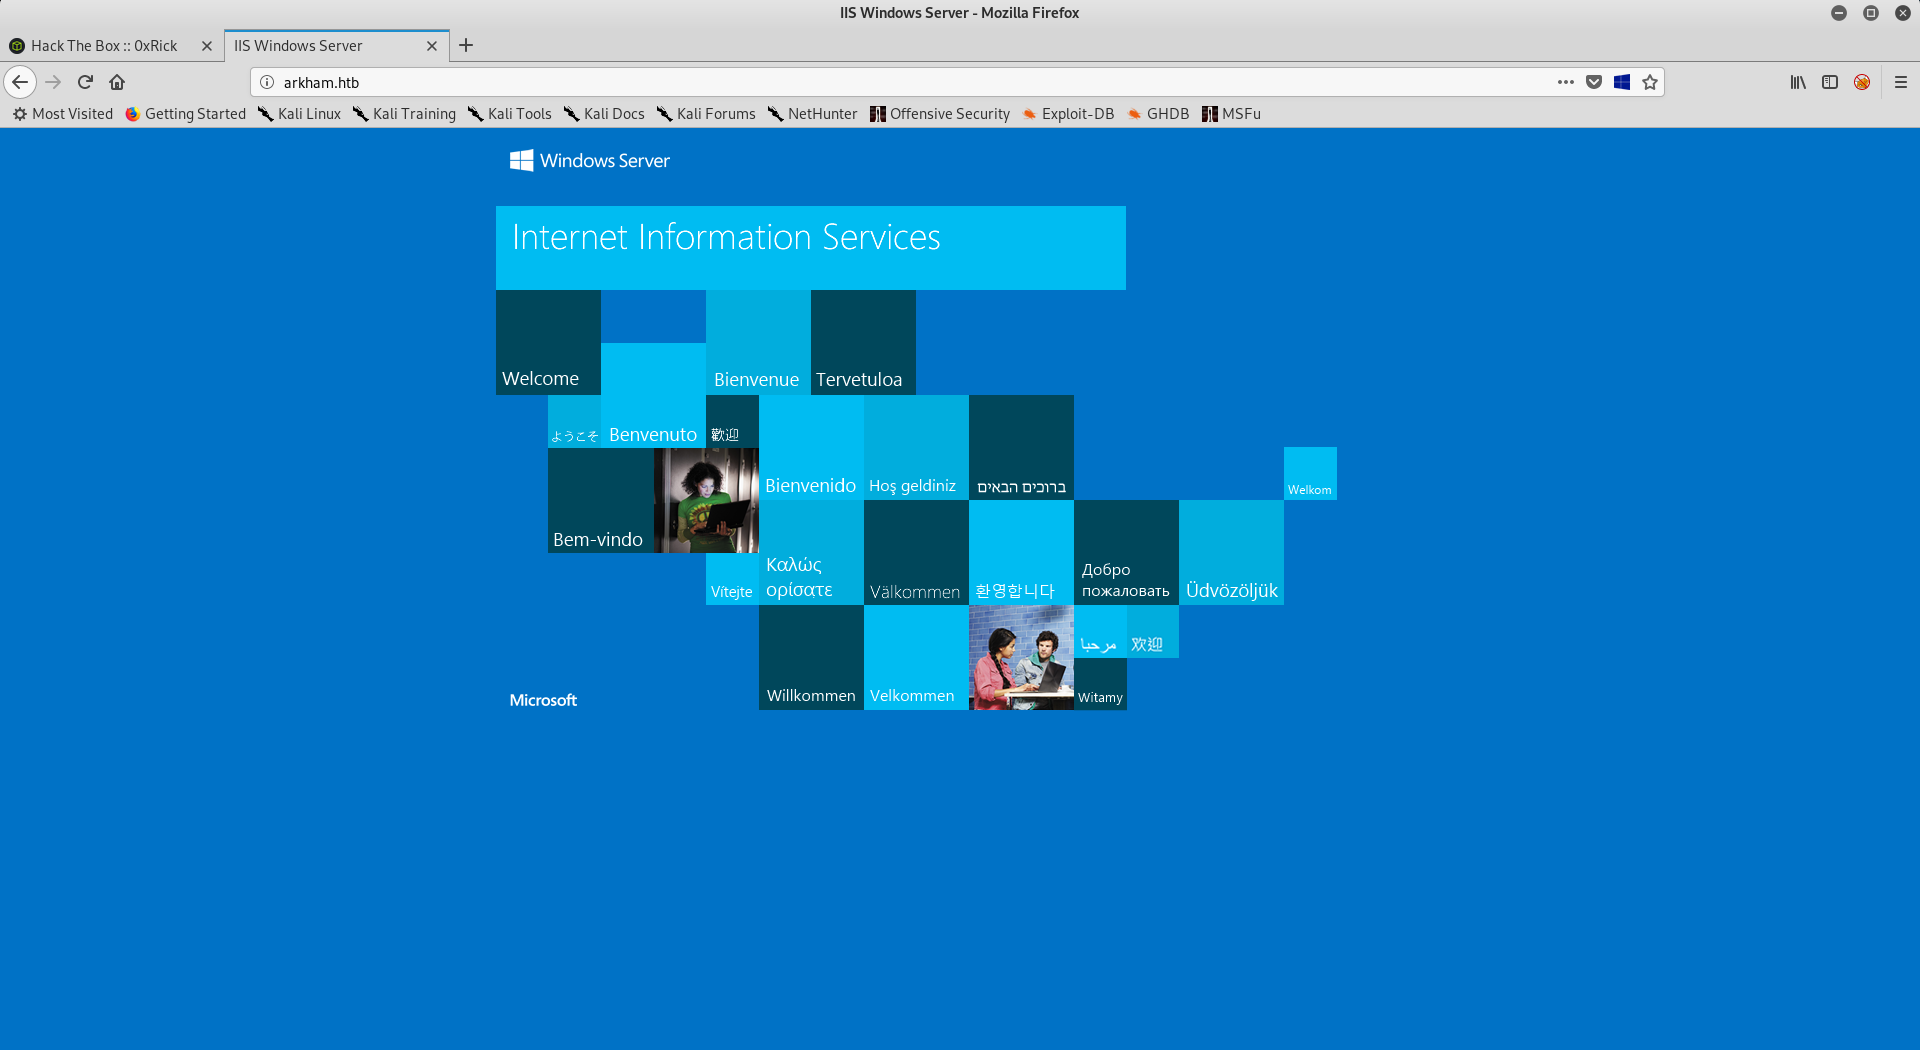 IIS Windows Server - Mozilla Firefox
Hack The Box :: 0xRick
IIS Windows Server
arkham.htb
Most Visited
Getting Started
Kali Linux
Kali Training
Kali Tools
Kali Docs
Kali Forums
NetHunter
Offensive Security
Exploit-DB
GHDB
MSFu
Windows Server
Internet Information Services
Welcome
Bienvenue
Tervetuloa
ようこそ
Benvenuto
歡迎
Bienvenido
Hoş geldiniz
ברוכים הבאים
Welkom
Bem-vindo
Vítejte
Καλώς
ορίσατε
Välkommen
환영합니다
Добро
пожаловать
Üdvözöljük
مرحبا
欢迎
Willkommen
Velkommen
Witamy
Microsoft